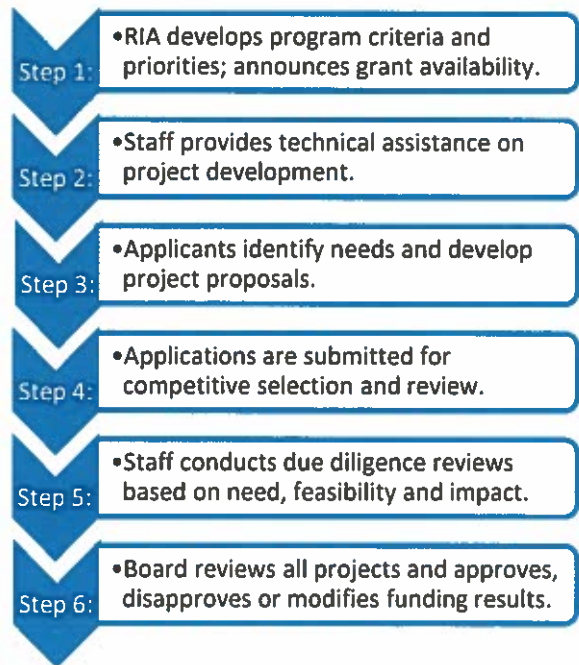 Step 1:
•RIA develops program criteria and
priorities; announces grant availability.
Step 2:
•Staff provides technical assistance on
project development.
Step 3:
•Applicants identify needs and develop
project proposals.
Step 4:
•Applications are submitted for
competitive selection and review.
Step 5:
•Staff conducts due diligence reviews
based on need, feasibility and impact.
Step 6:
•Board reviews all projects and approves,
disapproves or modifies funding results.